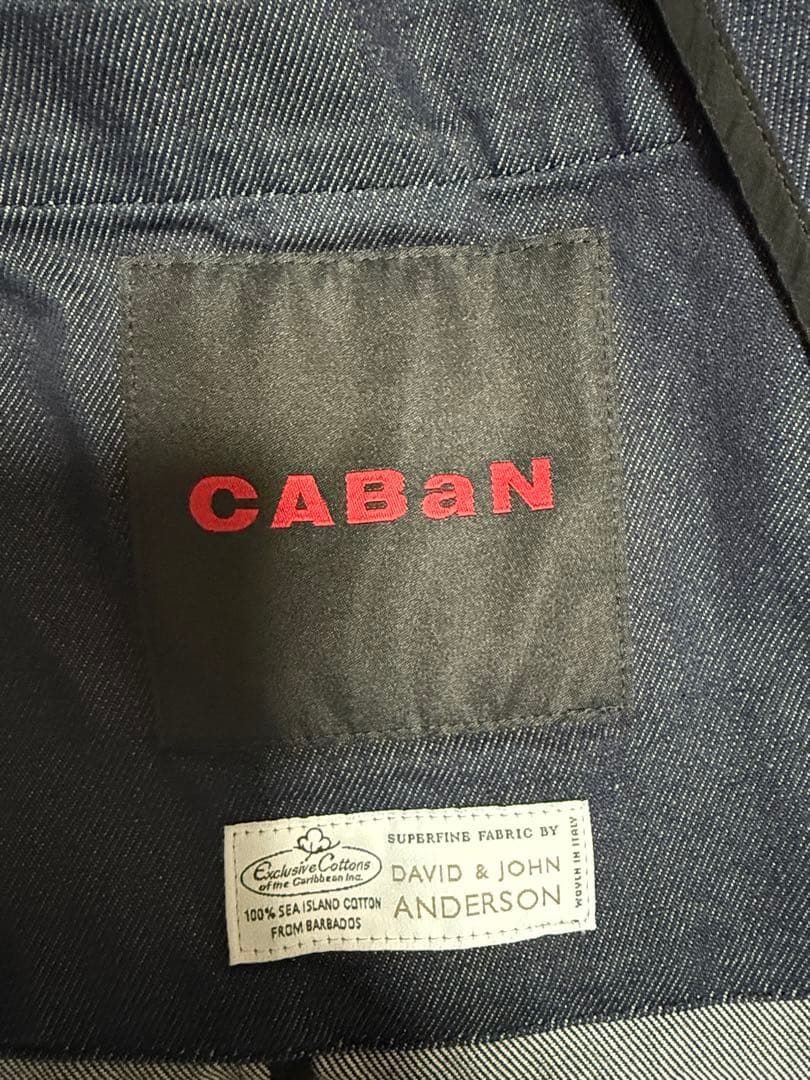 CABaN
Exclusive Cottons
of the Caribbean Inc.
100% SEA ISLAND COTTON
FROM BARBADOS
SUPERFINE FABRIC BY
DAVID & JOHN
ANDERSON
WOVEN IN ITALY